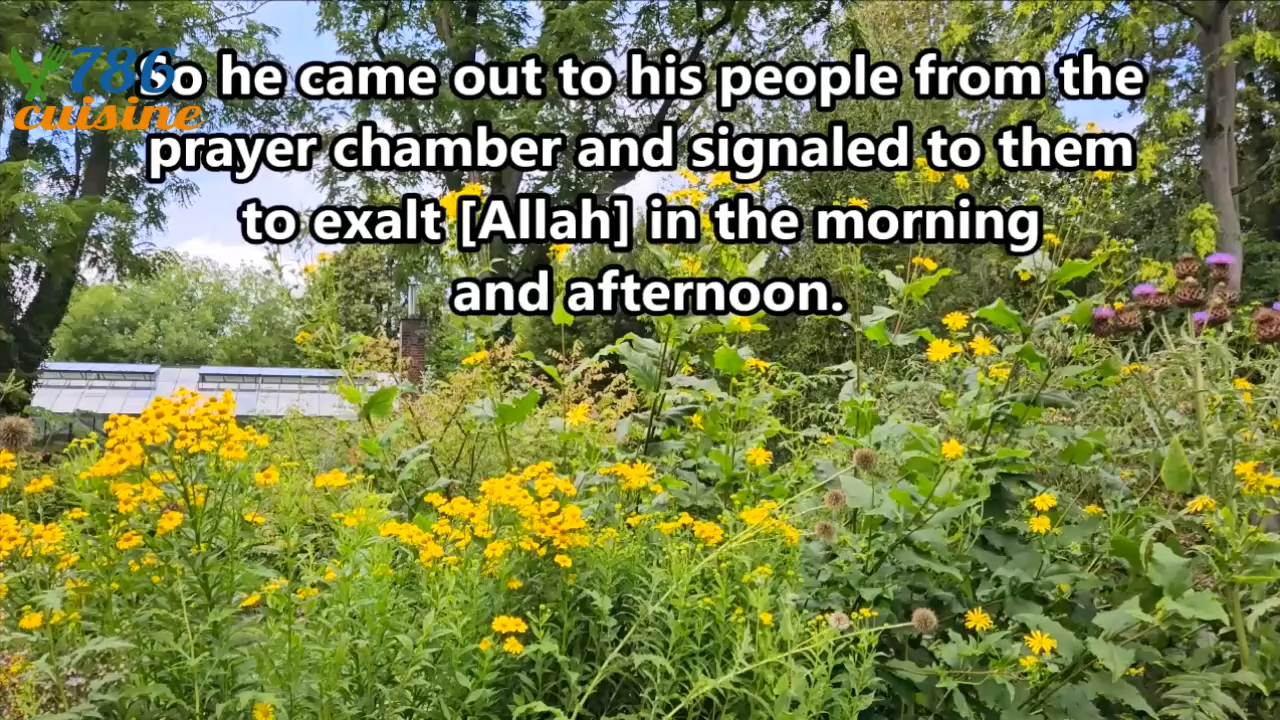 786
cuisine
So he came out to his people from the
prayer chamber and signaled to them
to exalt [Allah] in the morning
and afternoon.